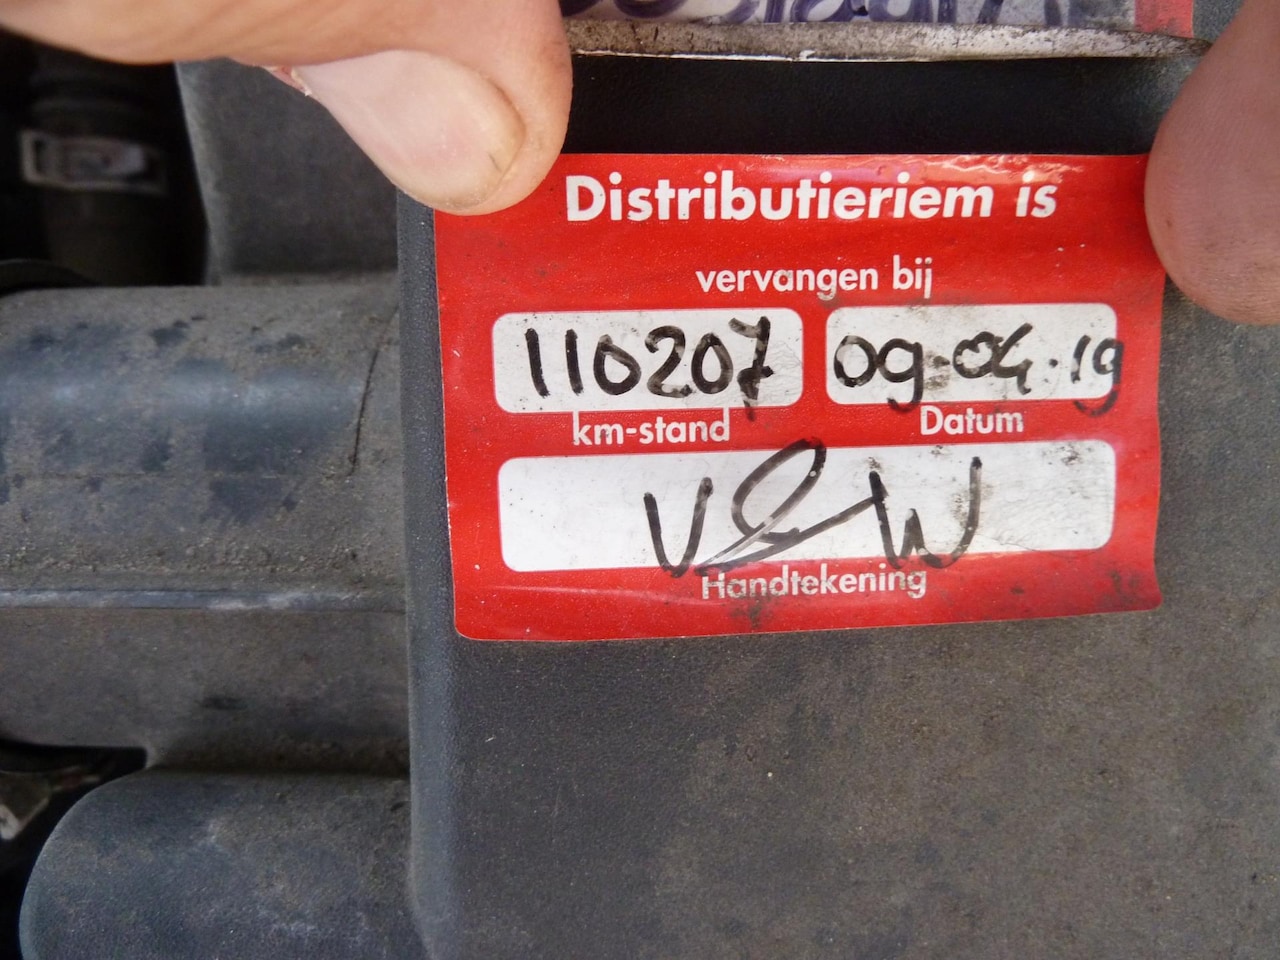 Distributieriem is
vervangen bij
110207 09-04-19
km-stand Datum
Handtekening